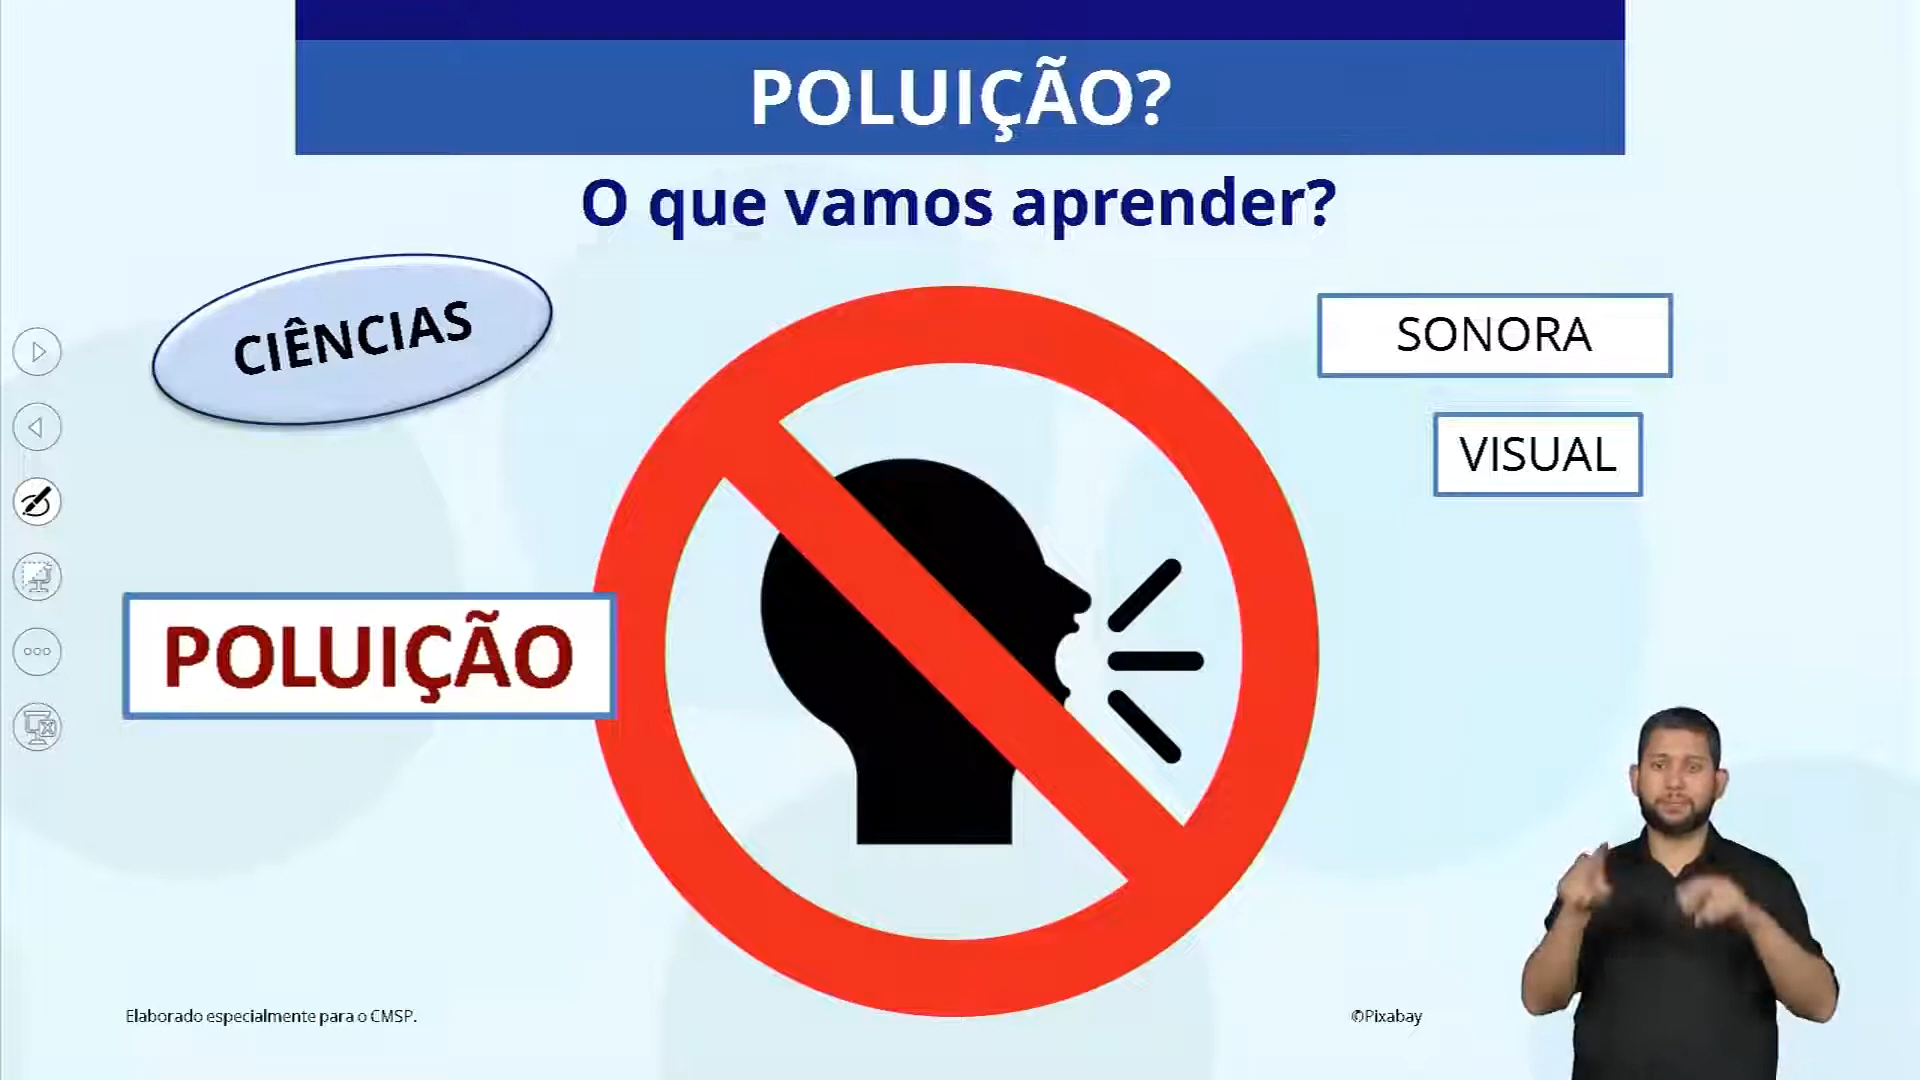 POLUIÇÃO?
O que vamos aprender?
CIÊNCIAS
SONORA
VISUAL
POLUIÇÃO
Elaborado especialmente para o CMSP.
©Pixabay